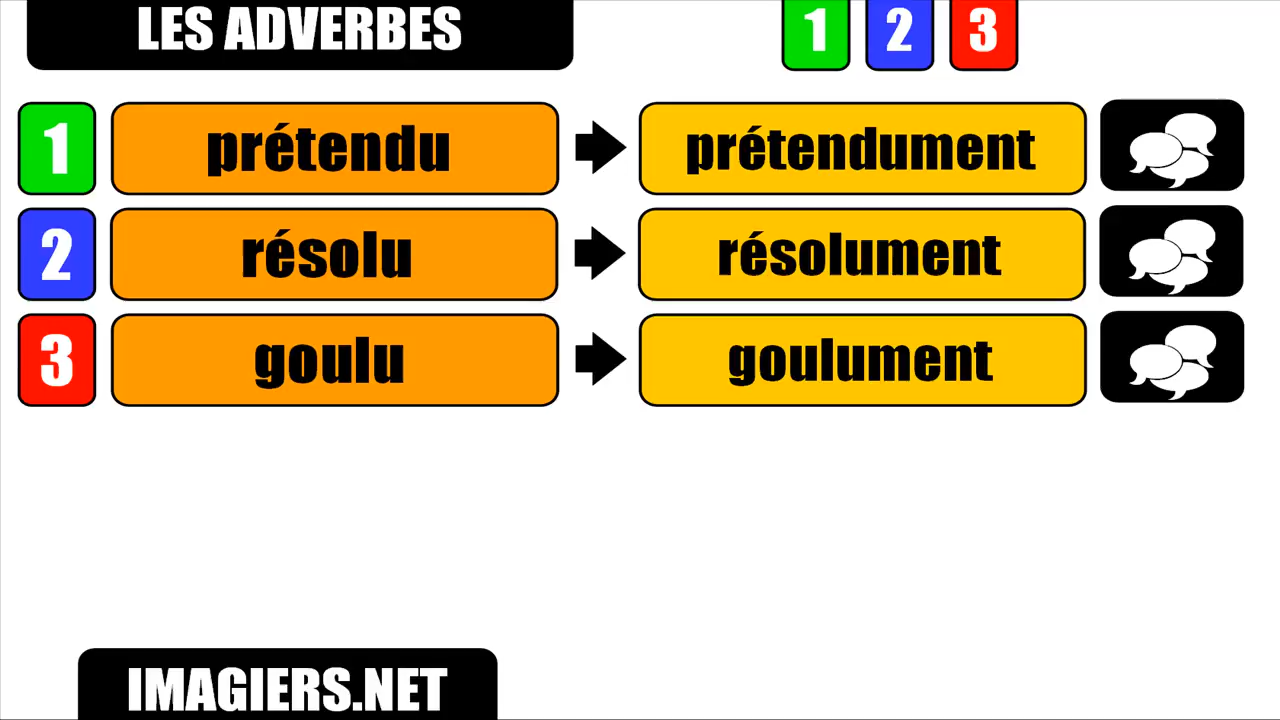 LES ADVERBES
1 2 3
1 prétendu prétendument
2 résolu résolument
3 goulu goulument
IMAGIERS.NET